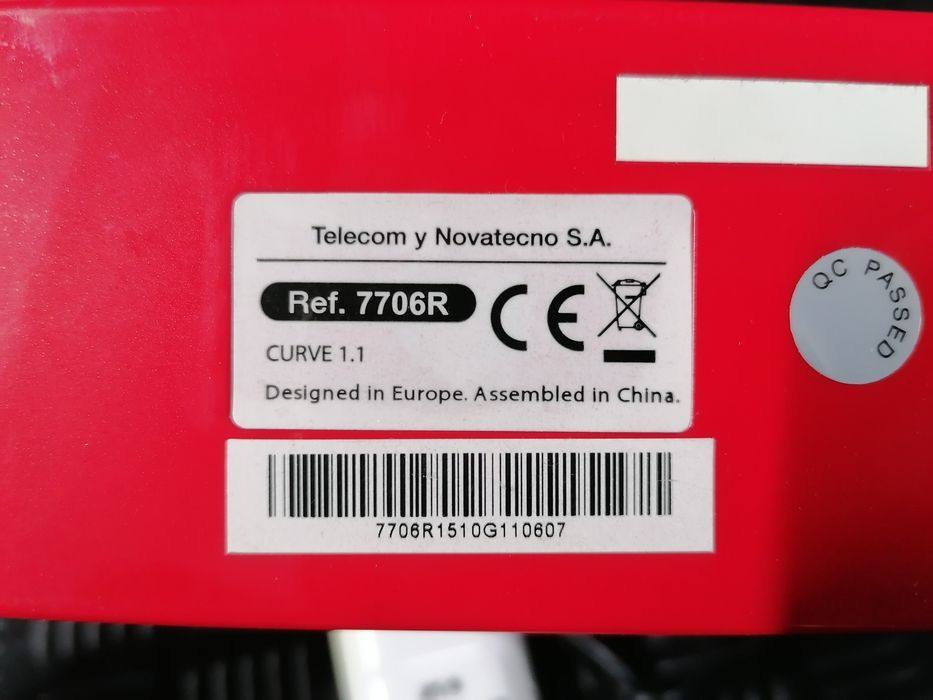 Telecom y Novatecno S.A.
Ref. 7706R
CE
CURVE 1.1
Designed in Europe. Assembled in China.
7706R1510G110607
QC PASSED